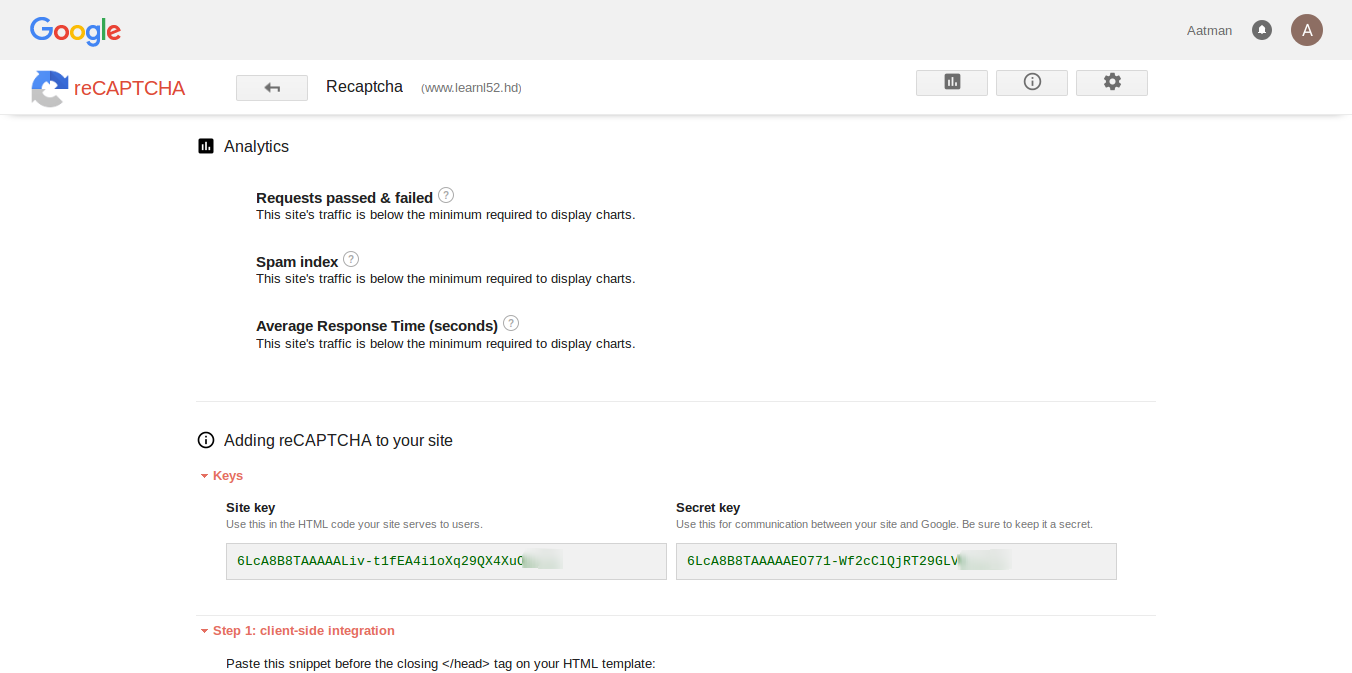 Google
Aatman
A
reCAPTCHA
Recaptcha (www.learnl52.hd)
Analytics
Requests passed & failed ?
This site's traffic is below the minimum required to display charts.
Spam index ?
This site's traffic is below the minimum required to display charts.
Average Response Time (seconds) ?
This site's traffic is below the minimum required to display charts.
Adding reCAPTCHA to your site
Keys
Site key
Use this in the HTML code your site serves to users.
6LcA8B8TAAAAALiv-t1fEA4i1oXq29QX4Xu
Secret key
Use this for communication between your site and Google. Be sure to keep it a secret.
6LcA8B8TAAAAAEO771-Wf2cClQjRT29GLV
Step 1: client-side integration
Paste this snippet before the closing </head> tag on your HTML template: